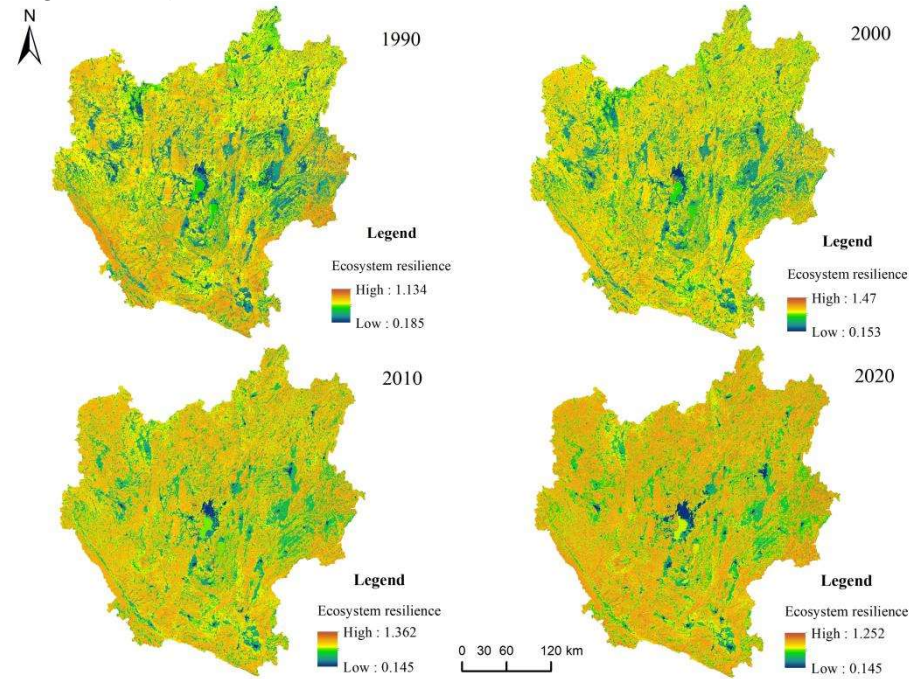 N
1990
Legend
Ecosystem resilience
High : 1.134
Low : 0.185
2000
Legend
Ecosystem resilience
High : 1.47
Low : 0.153
2010
Legend
Ecosystem resilience
High : 1.362
Low : 0.145
0 30 60 120 km
2020
Legend
Ecosystem resilience
High : 1.252
Low : 0.145